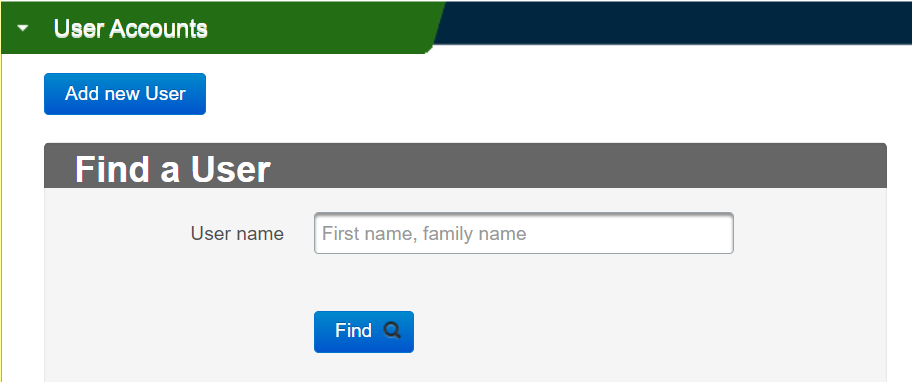 User Accounts
Add new User
Find a User
User name
First name, family name
Find